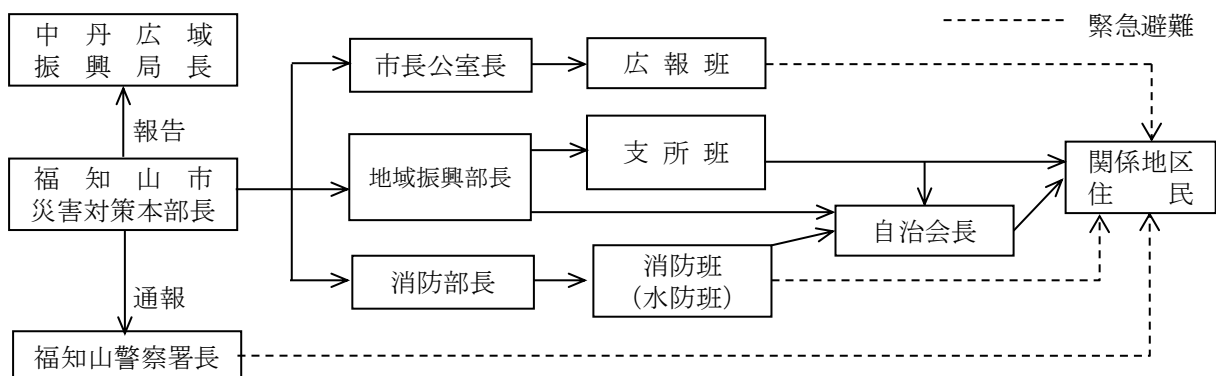 中丹広域
振興局長
報告
福知山市
災害対策本部長
通報
福知山警察署長
市長公室長
広報班
地域振興部長
支所班
消防部長
消防班
（水防班）
自治会長
関係地区
住民
緊急避難